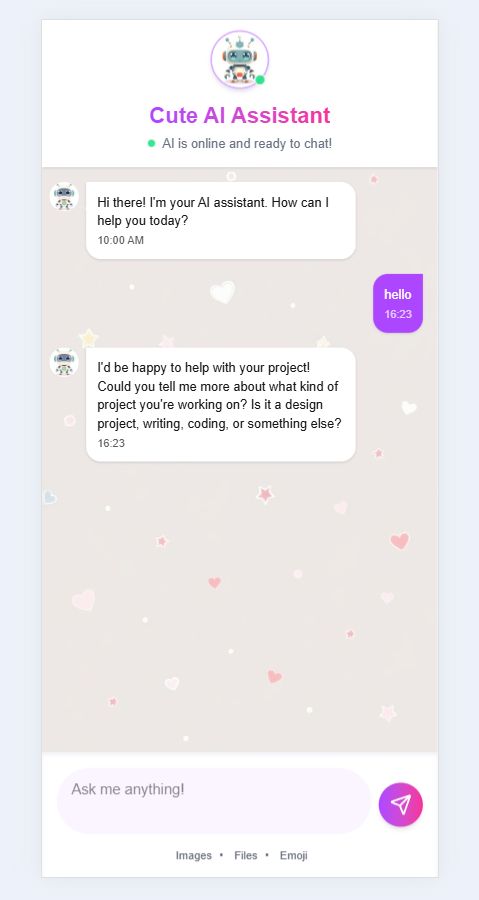 Cute AI Assistant
AI is online and ready to chat!
Hi there! I'm your AI assistant. How can I
help you today?
10:00 AM
hello
16:23
I'd be happy to help with your project!
Could you tell me more about what kind of
project you're working on? Is it a design
project, writing, coding, or something else?
16:23
Ask me anything!
Images • Files • Emoji